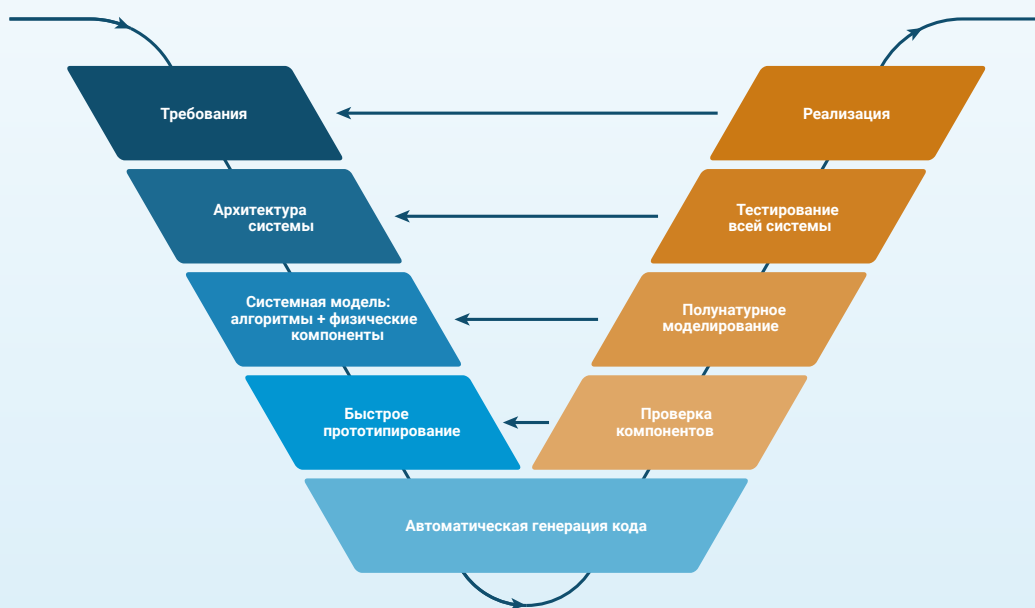 Требования
Реализация
Архитектура
системы
Тестирование
всей системы
Системная модель:
алгоритмы + физические
компоненты
Полунатурное
моделирование
Быстрое
прототипирование
Проверка
компонентов
Автоматическая генерация кода